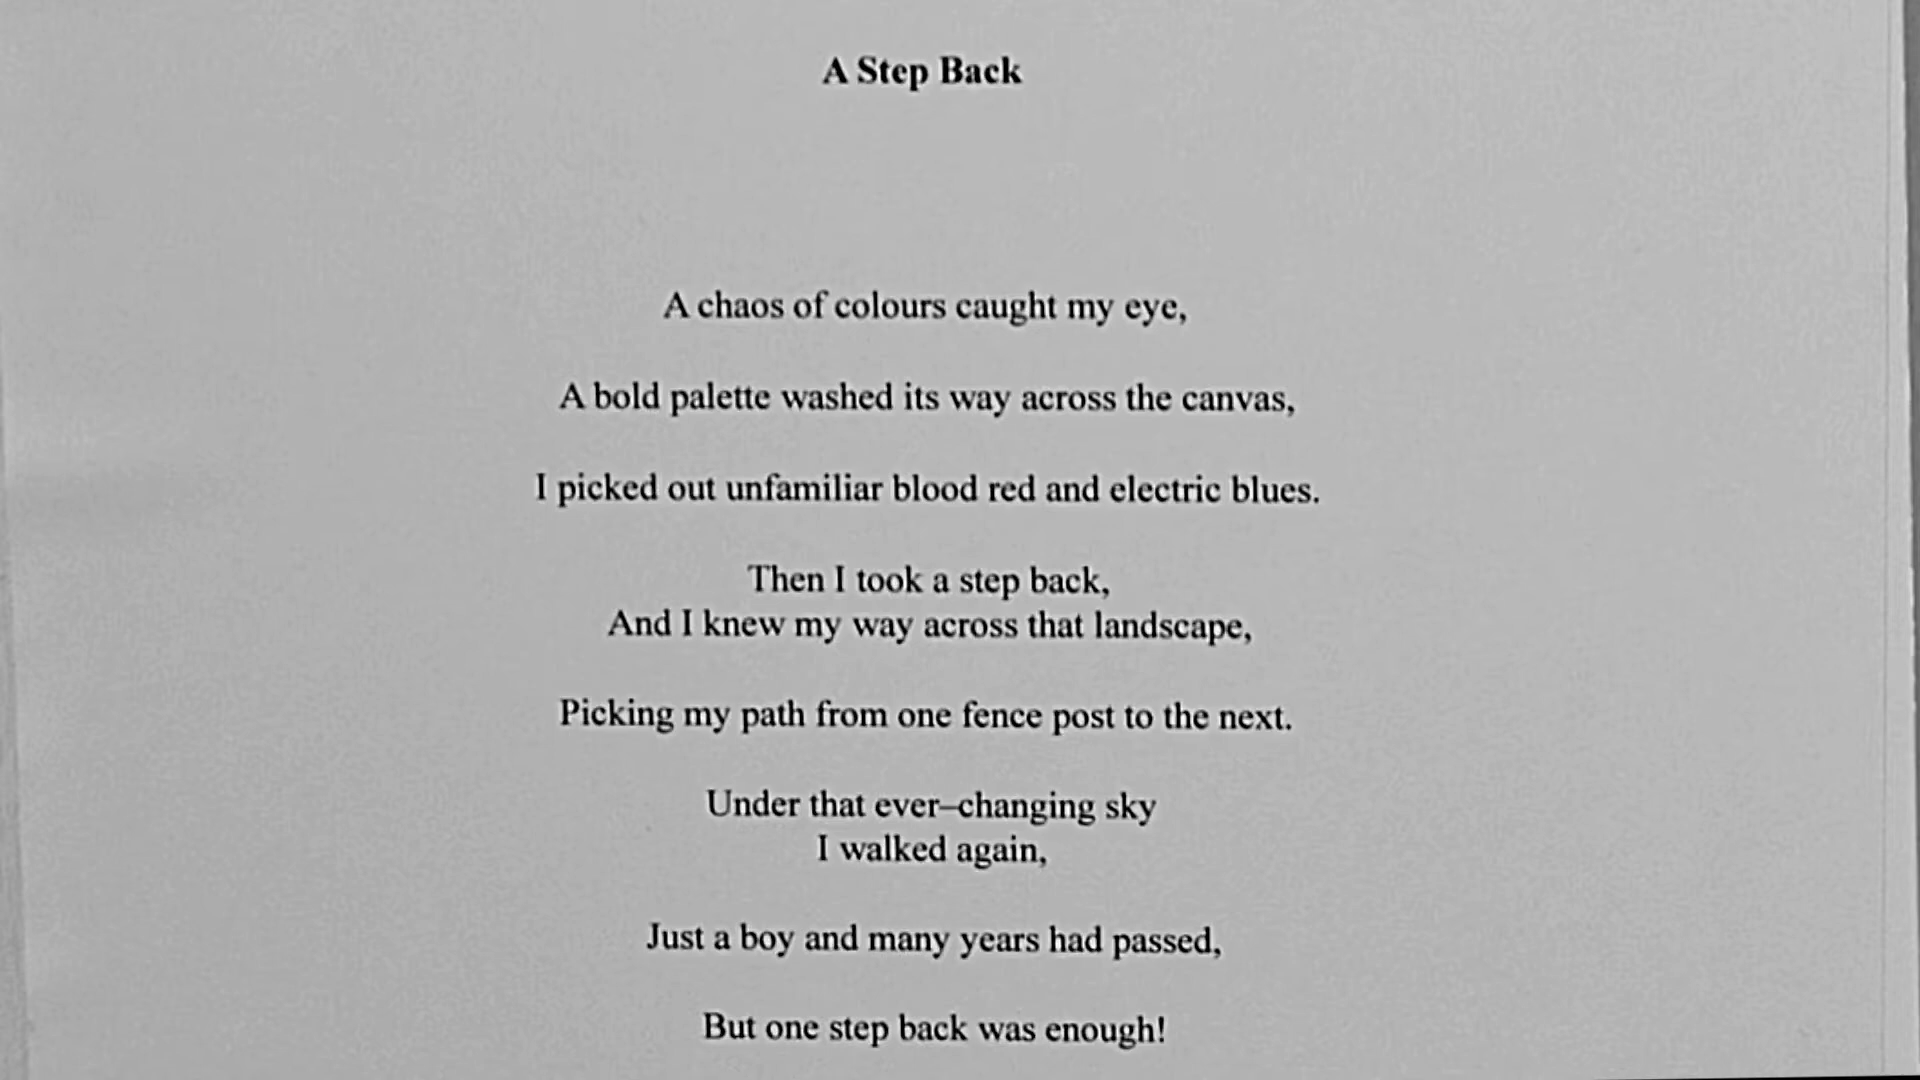 A Step Back
A chaos of colours caught my eye,
A bold palette washed its way across the canvas,
I picked out unfamiliar blood red and electric blues.
Then I took a step back,
And I knew my way across that landscape,
Picking my path from one fence post to the next.
Under that ever–changing sky
I walked again,
Just a boy and many years had passed,
But one step back was enough!